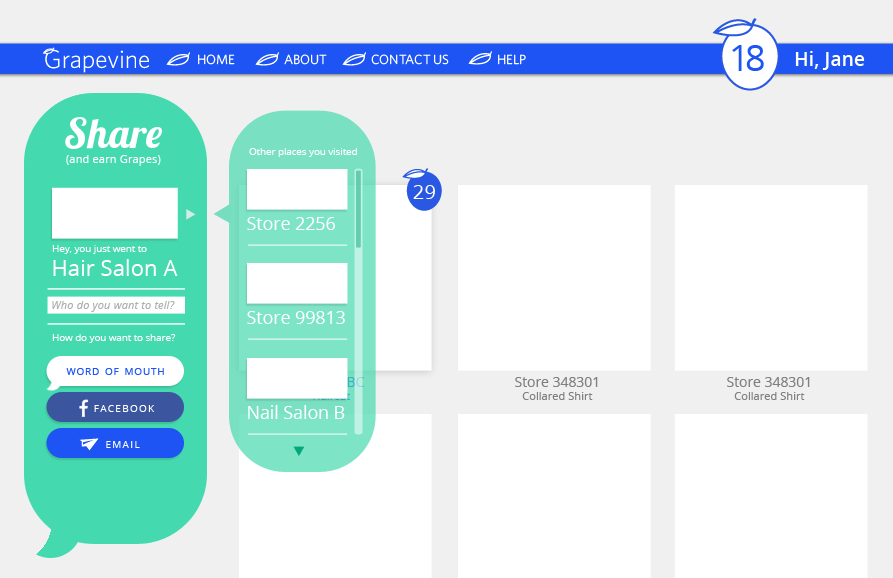 Grapevine HOME ABOUT CONTACT US HELP
18
Hi, Jane
Share
(and earn Grapes)
Hey, you just went to
Hair Salon A
Who do you want to tell?
How do you want to share?
WORD OF MOUTH
FACEBOOK
EMAIL
Other places you visited
Store 2256
Store 99813
Nail Salon B
29
BC
Store 348301
Collared Shirt
Store 348301
Collared Shirt